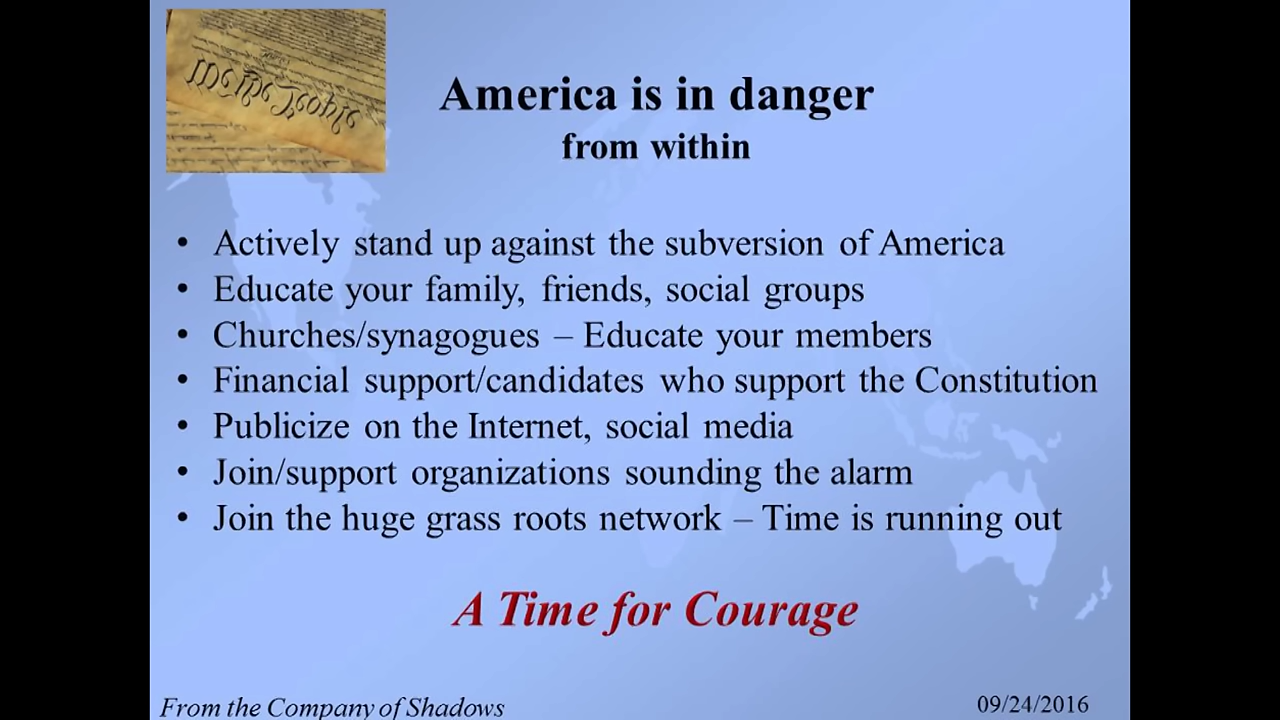 We the People
America is in danger
from within
• Actively stand up against the subversion of America
• Educate your family, friends, social groups
• Churches/synagogues – Educate your members
• Financial support/candidates who support the Constitution
• Publicize on the Internet, social media
• Join/support organizations sounding the alarm
• Join the huge grass roots network – Time is running out
A Time for Courage
From the Company of Shadows
09/24/2016